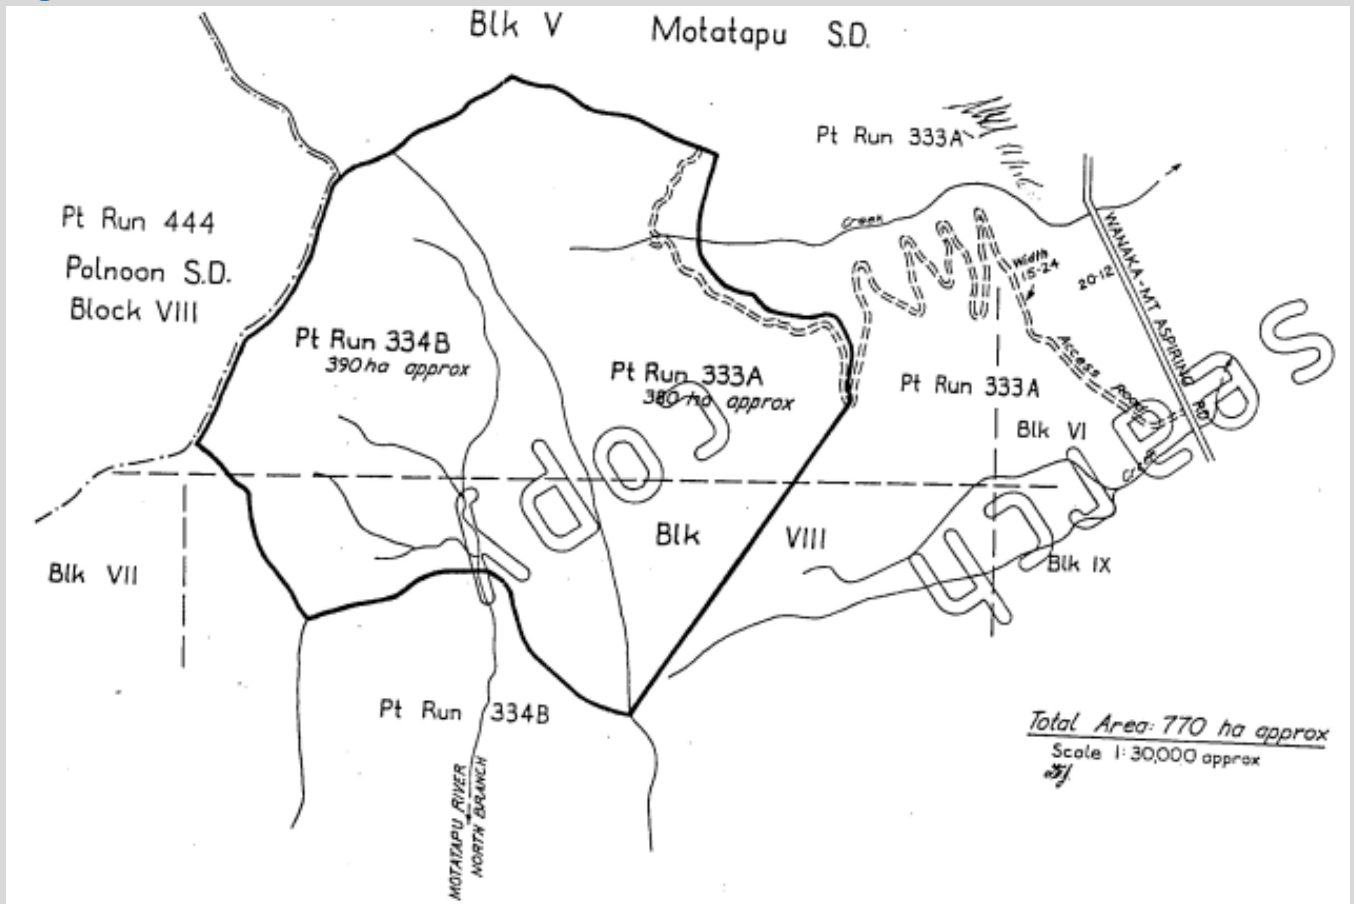 Blk V Motatapu S.D.
Pt Run 333A
Pt Run 444
Polnoon S.D.
Block VIII
Creek
Width
15-24
20·12
WANAKA-MT ASPIRING RD
Pt Run 334B
390 ha approx
Pt Run 333A
380 ha approx
Access Road
Pt Run 333A
Blk VI
Creek
Blk VIII
Blk VII
Blk IX
Pt Run 334B
MOTATAPU RIVER
NORTH BRANCH
Total Area: 770 ha approx
Scale 1:30,000 approx